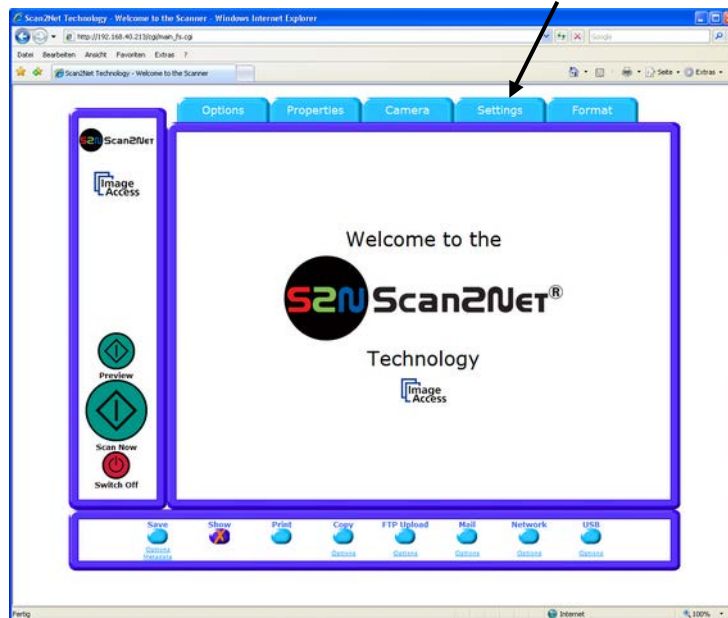 Scan2Net Technology - Welcome to the Scanner - Windows Internet Explorer
http://192.168.40.213/cgi/main_fs.cgi
Google
Datei Bearbeiten Ansicht Favoriten Extras ?
Scan2Net Technology - Welcome to the Scanner
Seite Extras
Options Properties Camera Settings Format
S2N Scan2Net
Image
Access
Welcome to the
S2N Scan2Net®
Technology
Image
Access
Preview
Scan Now
Switch Off
Save Show Print Copy FTP Upload Mail Network USB
Options Options Options Options Options Options
Metadata
Fertig Internet 100%